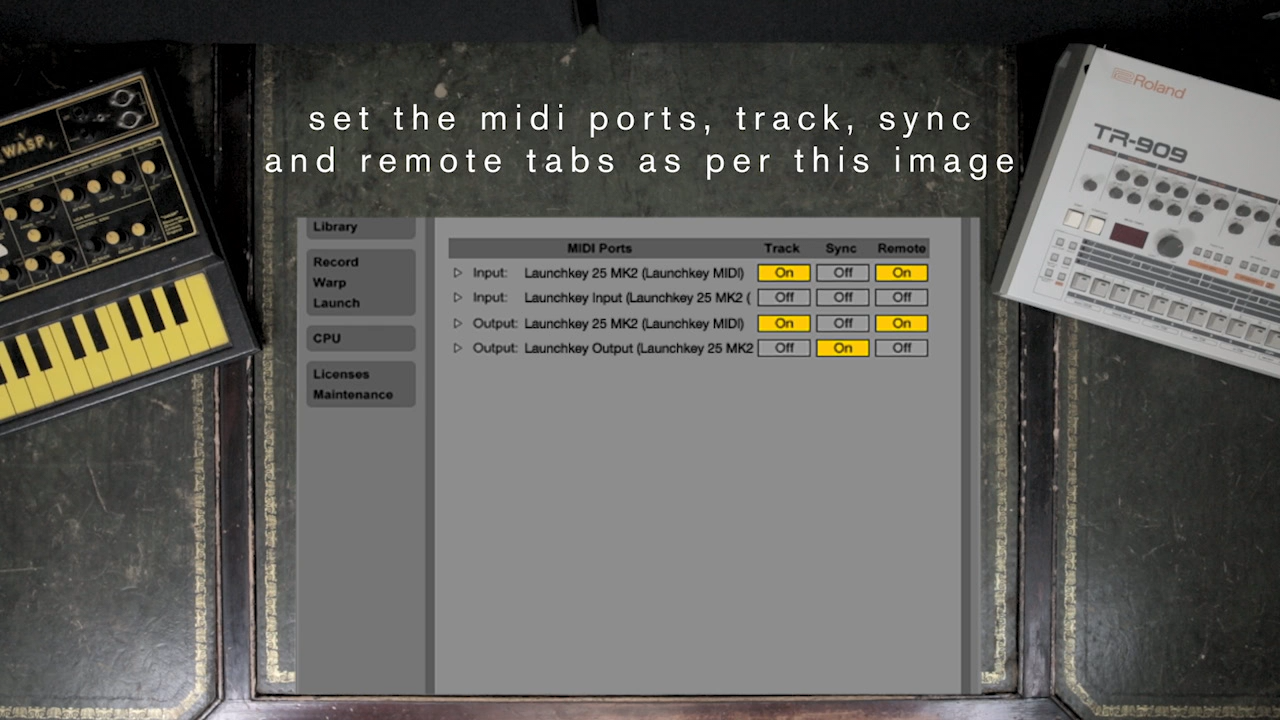 set the midi ports, track, sync
and remote tabs as per this image
WASP
Roland
TR-909
Library
Record
Warp
Launch
CPU
Licenses
Maintenance
MIDI Ports Track Sync Remote
Input: Launchkey 25 MK2 (Launchkey MIDI) On Off On
Input: Launchkey Input (Launchkey 25 MK2 ( Off Off Off
Output: Launchkey 25 MK2 (Launchkey MIDI) On Off On
Output: Launchkey Output (Launchkey 25 MK2 Off On Off